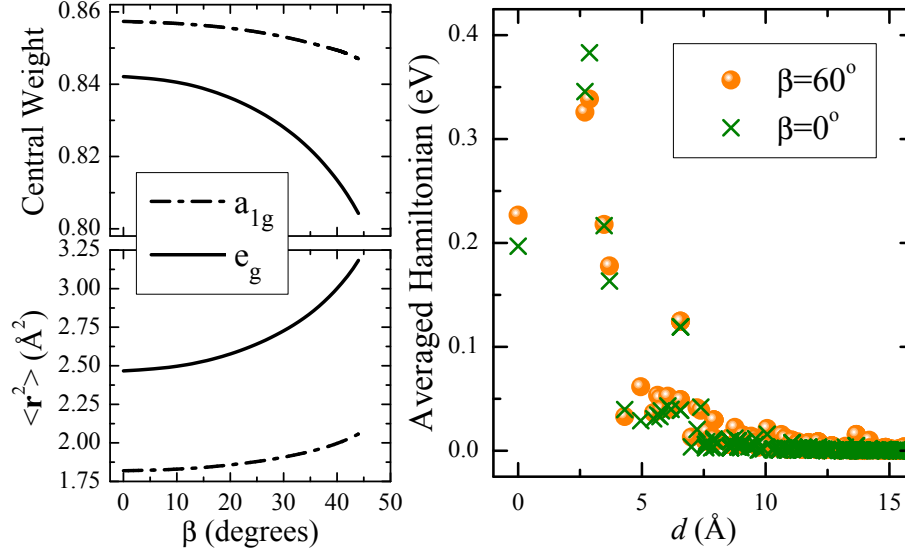 Central Weight
0.86
0.84
0.82
0.80
a1g
eg
<r²> (Å²)
3.25
3.00
2.75
2.50
2.25
2.00
1.75
0 10 20 30 40 50
β (degrees)
Averaged Hamiltonian (eV)
0.4
0.3
0.2
0.1
0.0
β=60°
β=0°
0 5 10 15
d (Å)